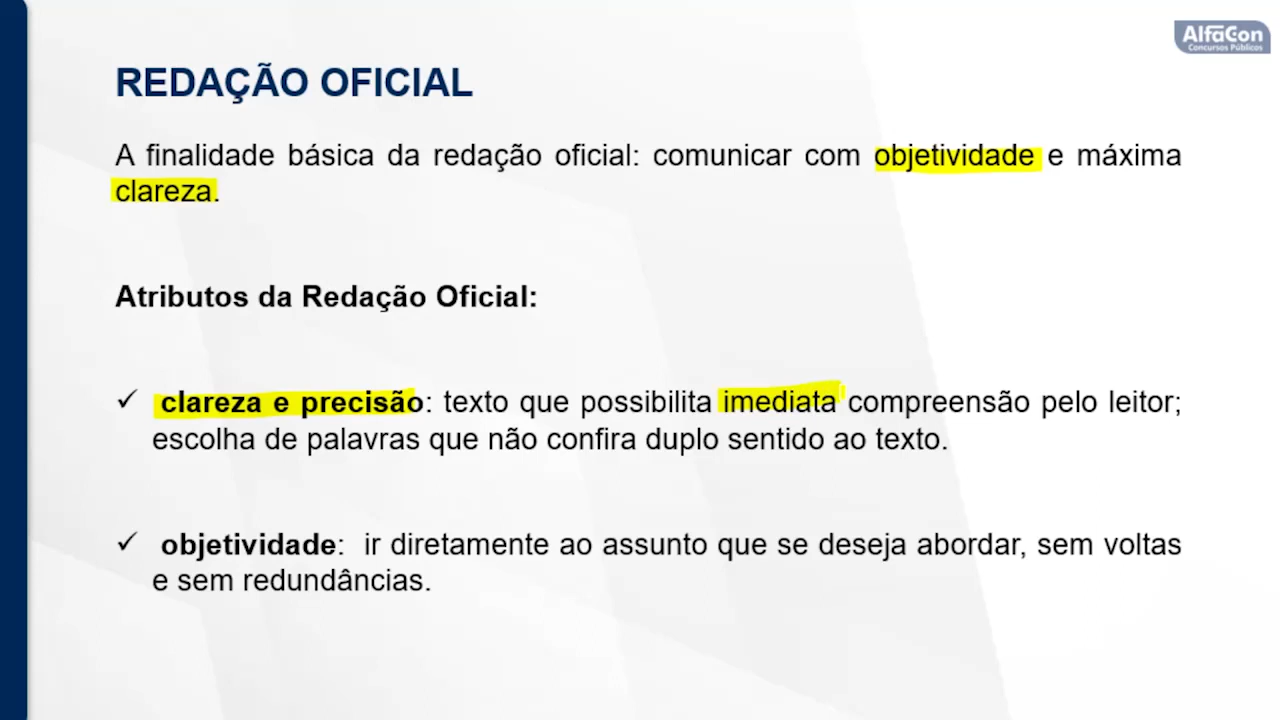 AlfaCon
Concursos Públicos
REDAÇÃO OFICIAL
A finalidade básica da redação oficial: comunicar com objetividade e máxima
clareza.
Atributos da Redação Oficial:
✓ clareza e precisão: texto que possibilita imediata compreensão pelo leitor;
escolha de palavras que não confira duplo sentido ao texto.
✓ objetividade: ir diretamente ao assunto que se deseja abordar, sem voltas
e sem redundâncias.